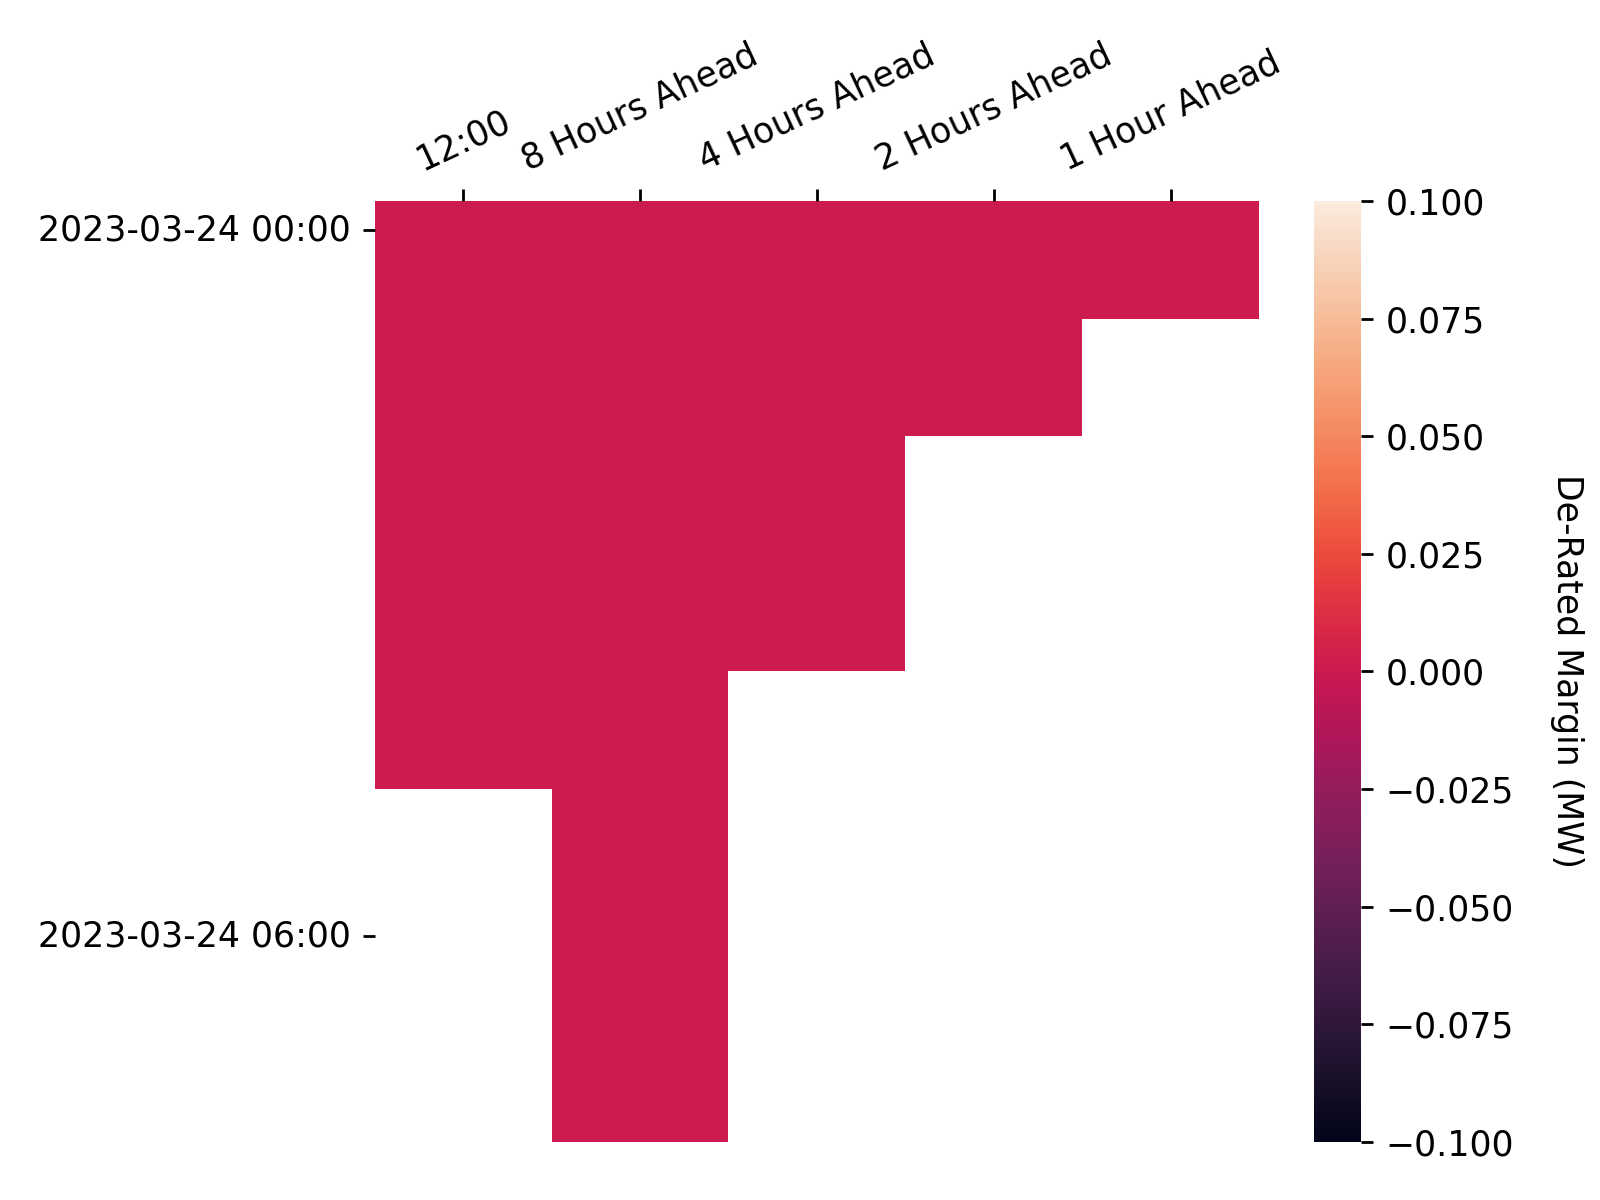 12:00
8 Hours Ahead
4 Hours Ahead
2 Hours Ahead
1 Hour Ahead
2023-03-24 00:00
2023-03-24 06:00
0.100
0.075
0.050
0.025
0.000
−0.025
−0.050
−0.075
−0.100
De-Rated Margin (MW)